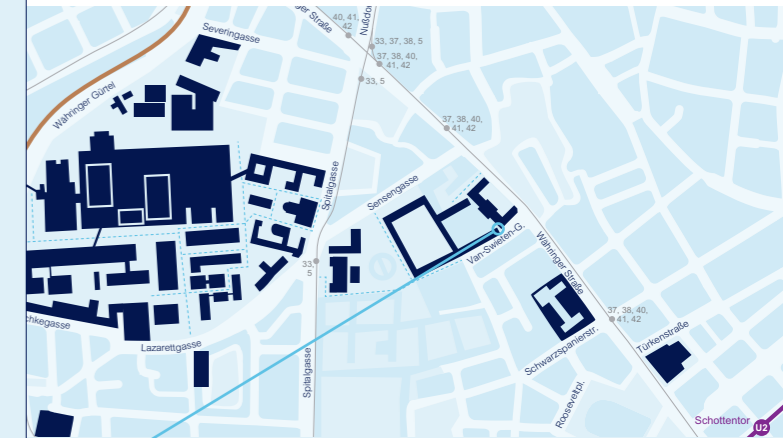 ger Straße
Nußdor
40, 41,
42
Severingasse
33, 37, 38, 5
37, 38, 40,
41, 42
33, 5
Währinger Gürtel
37, 38, 40,
41, 42
Spitalgasse
Sensengasse
Van-Swieten-G.
Währinger Straße
33,
5
chkegasse
Lazarettgasse
Spitalgasse
37, 38, 40,
41, 42
Türkenstraße
Schwarzspanierstr.
Rooseveltpl.
Schottentor U2